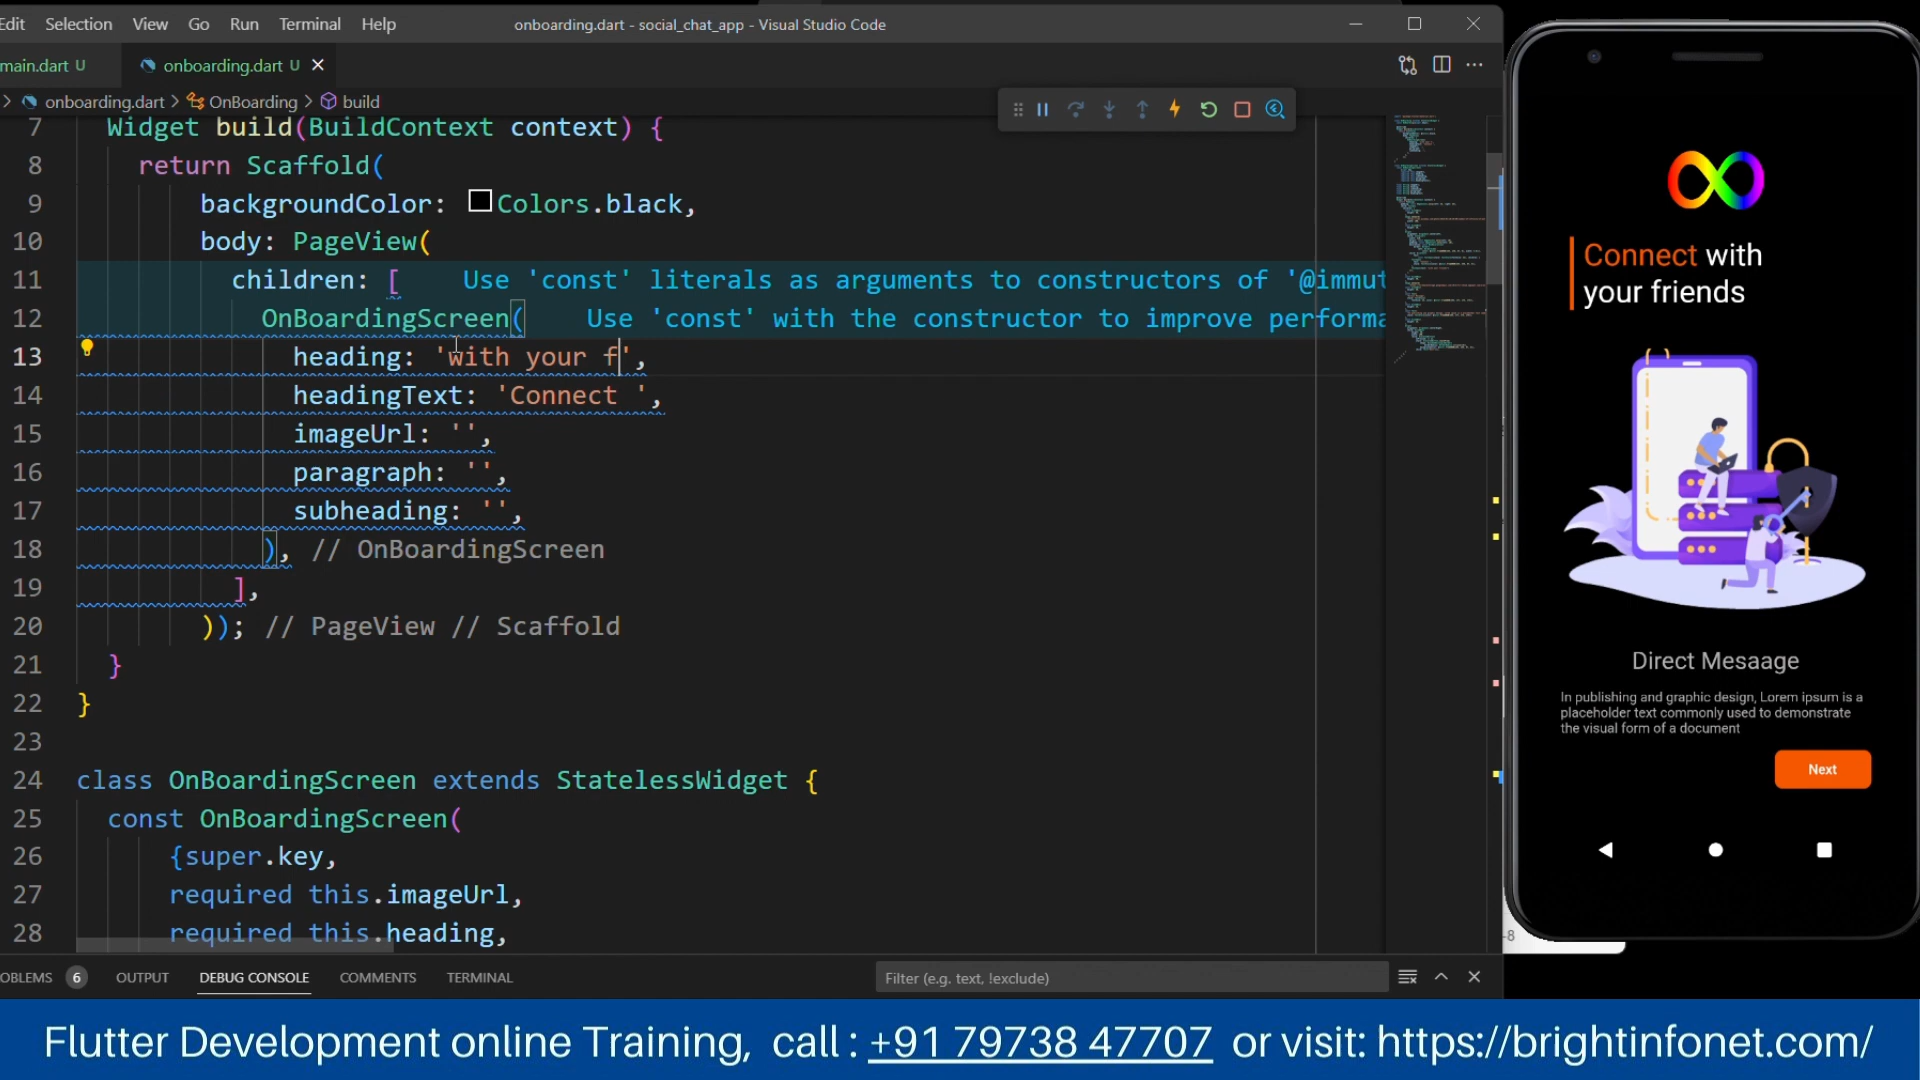 Edit Selection View Go Run Terminal Help
onboarding.dart - social_chat_app - Visual Studio Code
main.dart U
onboarding.dart U
onboarding.dart > OnBoarding > build
7 Widget build(BuildContext context) {
8 return Scaffold(
9 backgroundColor: Colors.black,
10 body: PageView(
11 children: [ Use 'const' literals as arguments to constructors of '@immut
12 OnBoardingScreen( Use 'const' with the constructor to improve performa
13 heading: 'with your f',
14 headingText: 'Connect ',
15 imageUrl: '',
16 paragraph: '',
17 subheading: '',
18 ), // OnBoardingScreen
19 ],
20 )); // PageView // Scaffold
21 }
22 }
23
24 class OnBoardingScreen extends StatelessWidget {
25 const OnBoardingScreen(
26 {super.key,
27 required this.imageUrl,
28 required this.heading,
OBLEMS 6 OUTPUT DEBUG CONSOLE COMMENTS TERMINAL
Filter (e.g. text, !exclude)
Connect with
your friends
Direct Mesaage
In publishing and graphic design, Lorem ipsum is a
placeholder text commonly used to demonstrate
the visual form of a document
Next
-8
Flutter Development online Training, call : +91 79738 47707 or visit: https://brightinfonet.com/